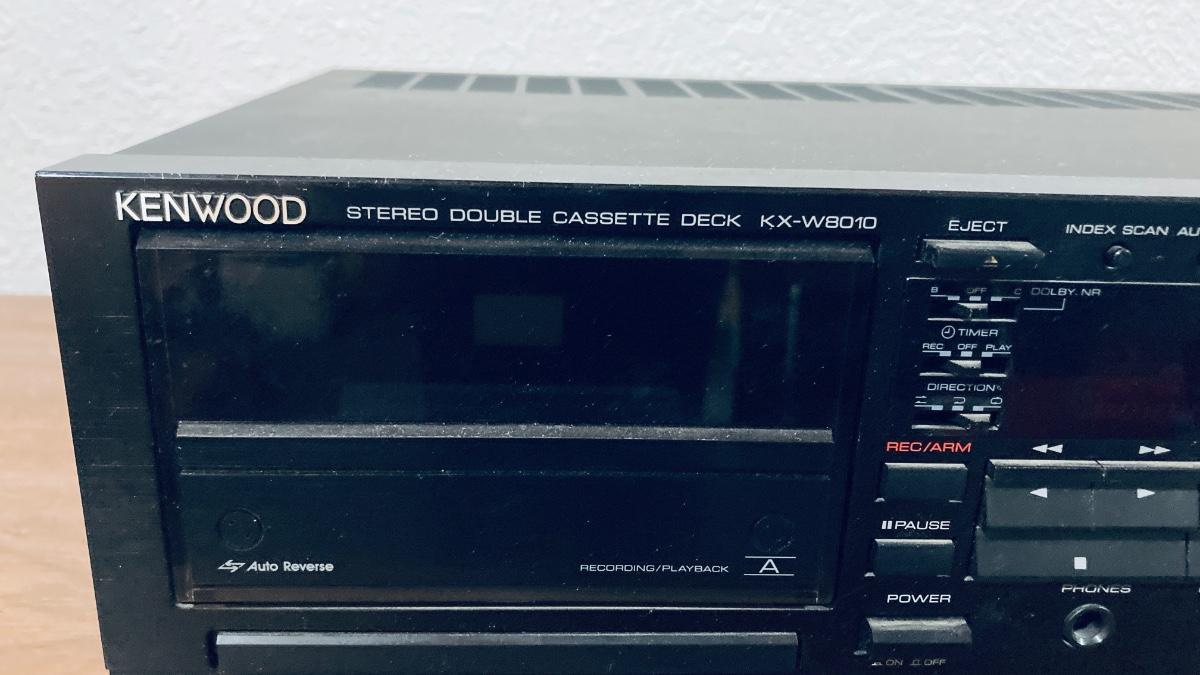 KENWOOD STEREO DOUBLE CASSETTE DECK KX-W8010
EJECT
INDEX SCAN AU
B OFF C DOLBY NR
TIMER
REC OFF PLAY
DIRECTION
REC/ARM
PAUSE
Auto Reverse
RECORDING/PLAYBACK A
POWER
PHONES
ON OFF